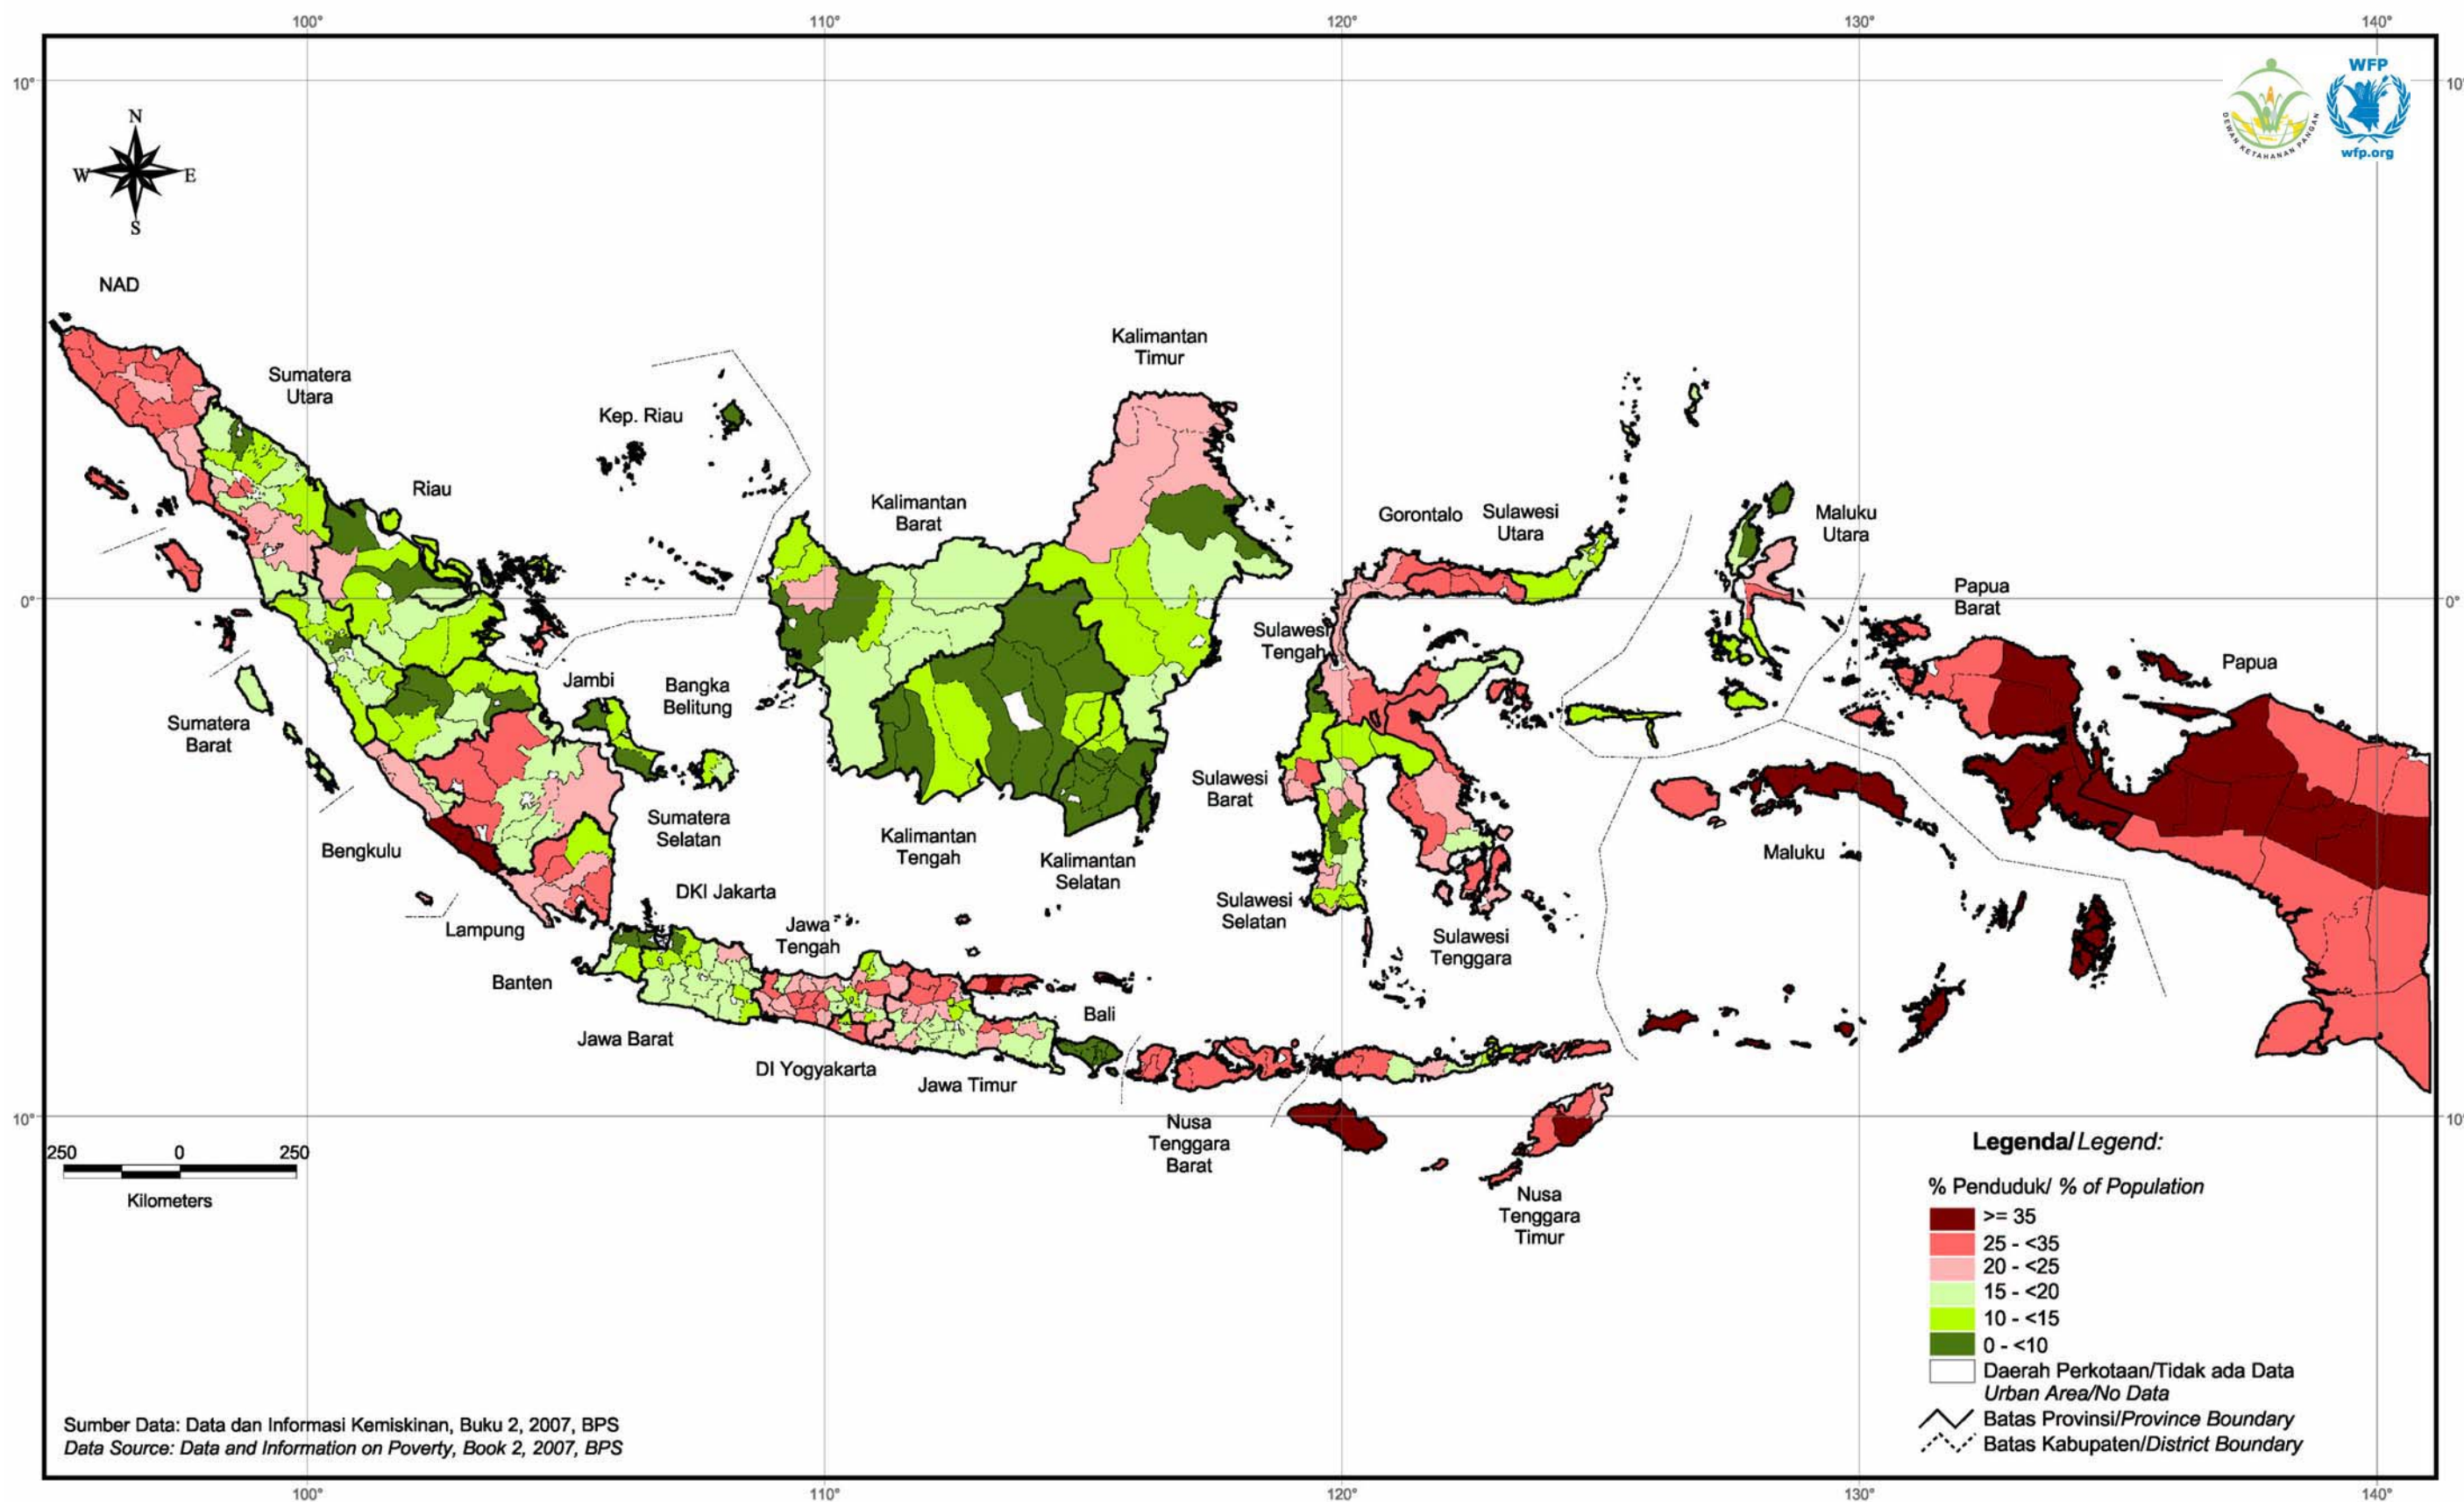 100°
110°
120°
130°
140°
10°
10°
WFP
DEWAN KETAHANAN PANGAN
wfp.org
N
W
E
S
NAD
Kalimantan
Timur
Sumatera
Utara
Kep. Riau
Riau
Kalimantan
Barat
Gorontalo
Sulawesi
Utara
Maluku
Utara
Papua
Barat
0°
0°
Sulawesi
Tengah
Papua
Jambi
Bangka
Belitung
Sumatera
Barat
Sulawesi
Barat
Sumatera
Selatan
Bengkulu
Kalimantan
Tengah
Kalimantan
Selatan
Maluku
DKI Jakarta
Sulawesi
Selatan
Lampung
Jawa
Tengah
Sulawesi
Tenggara
Banten
Bali
Jawa Barat
DI Yogyakarta
Jawa Timur
10°
10°
Nusa
Tenggara
Barat
Nusa
Tenggara
Timur
250
0
250
Kilometers
Legenda/Legend:
% Penduduk/ % of Population
>= 35
25 - <35
20 - <25
15 - <20
10 - <15
0 - <10
Daerah Perkotaan/Tidak ada Data
Urban Area/No Data
Batas Provinsi/Province Boundary
Batas Kabupaten/District Boundary
Sumber Data: Data dan Informasi Kemiskinan, Buku 2, 2007, BPS
Data Source: Data and Information on Poverty, Book 2, 2007, BPS
100°
110°
120°
130°
140°